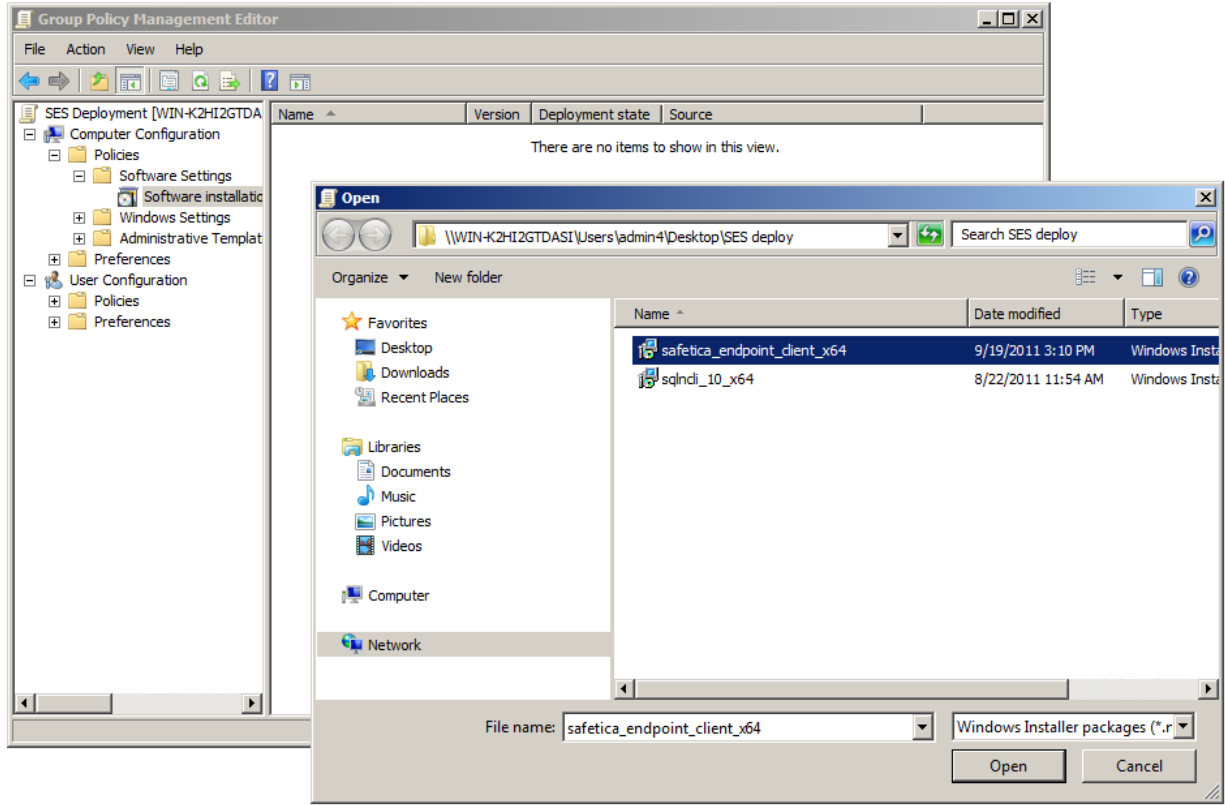 Group Policy Management Editor
File Action View Help
SES Deployment [WIN-K2HI2GTDA
Computer Configuration
Policies
Software Settings
Software installatio
Windows Settings
Administrative Templat
Preferences
User Configuration
Policies
Preferences
Name Version Deployment state Source
There are no items to show in this view.
Open
\\WIN-K2HI2GTDASI\Users\admin4\Desktop\SES deploy
Search SES deploy
Organize New folder
Favorites
Desktop
Downloads
Recent Places
Libraries
Documents
Music
Pictures
Videos
Computer
Network
Name Date modified Type
safetica_endpoint_client_x64 9/19/2011 3:10 PM Windows Insta
sqlncli_10_x64 8/22/2011 11:54 AM Windows Insta
File name: safetica_endpoint_client_x64 Windows Installer packages (*.r
Open Cancel